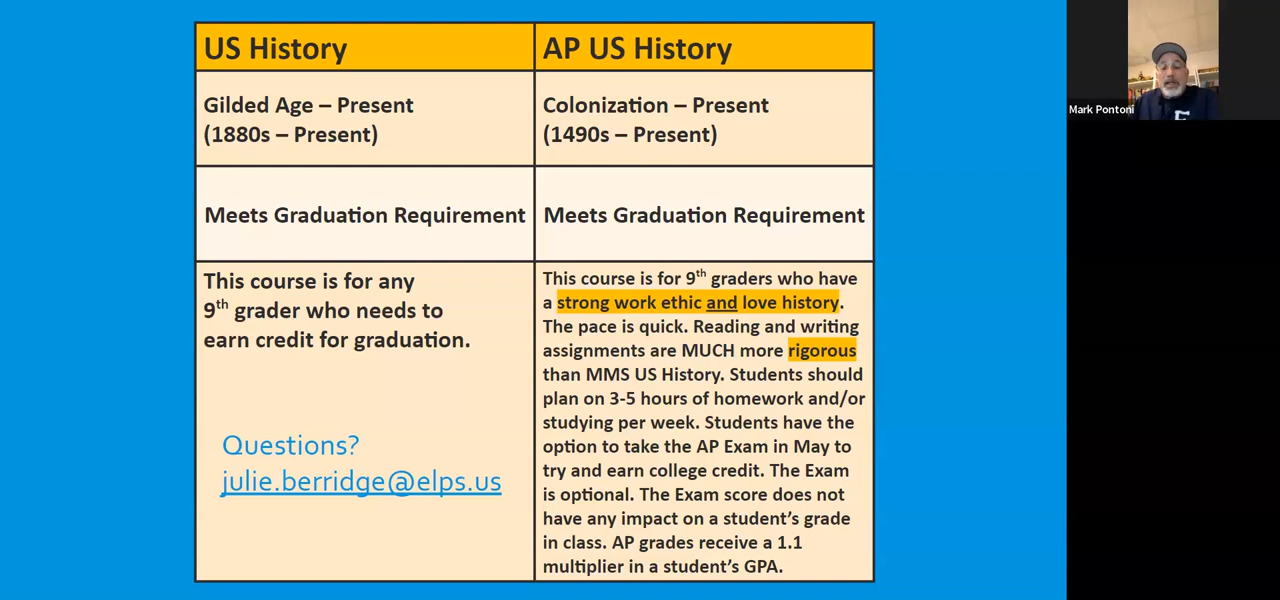 US History
AP US History
Gilded Age – Present
(1880s – Present)
Colonization – Present
(1490s – Present)
Meets Graduation Requirement
Meets Graduation Requirement
This course is for any
9th grader who needs to
earn credit for graduation.
Questions?
julie.berridge@elps.us
This course is for 9th graders who have
a strong work ethic and love history.
The pace is quick. Reading and writing
assignments are MUCH more rigorous
than MMS US History. Students should
plan on 3-5 hours of homework and/or
studying per week. Students have the
option to take the AP Exam in May to
try and earn college credit. The Exam
is optional. The Exam score does not
have any impact on a student’s grade
in class. AP grades receive a 1.1
multiplier in a student’s GPA.
Mark Pontoni
E